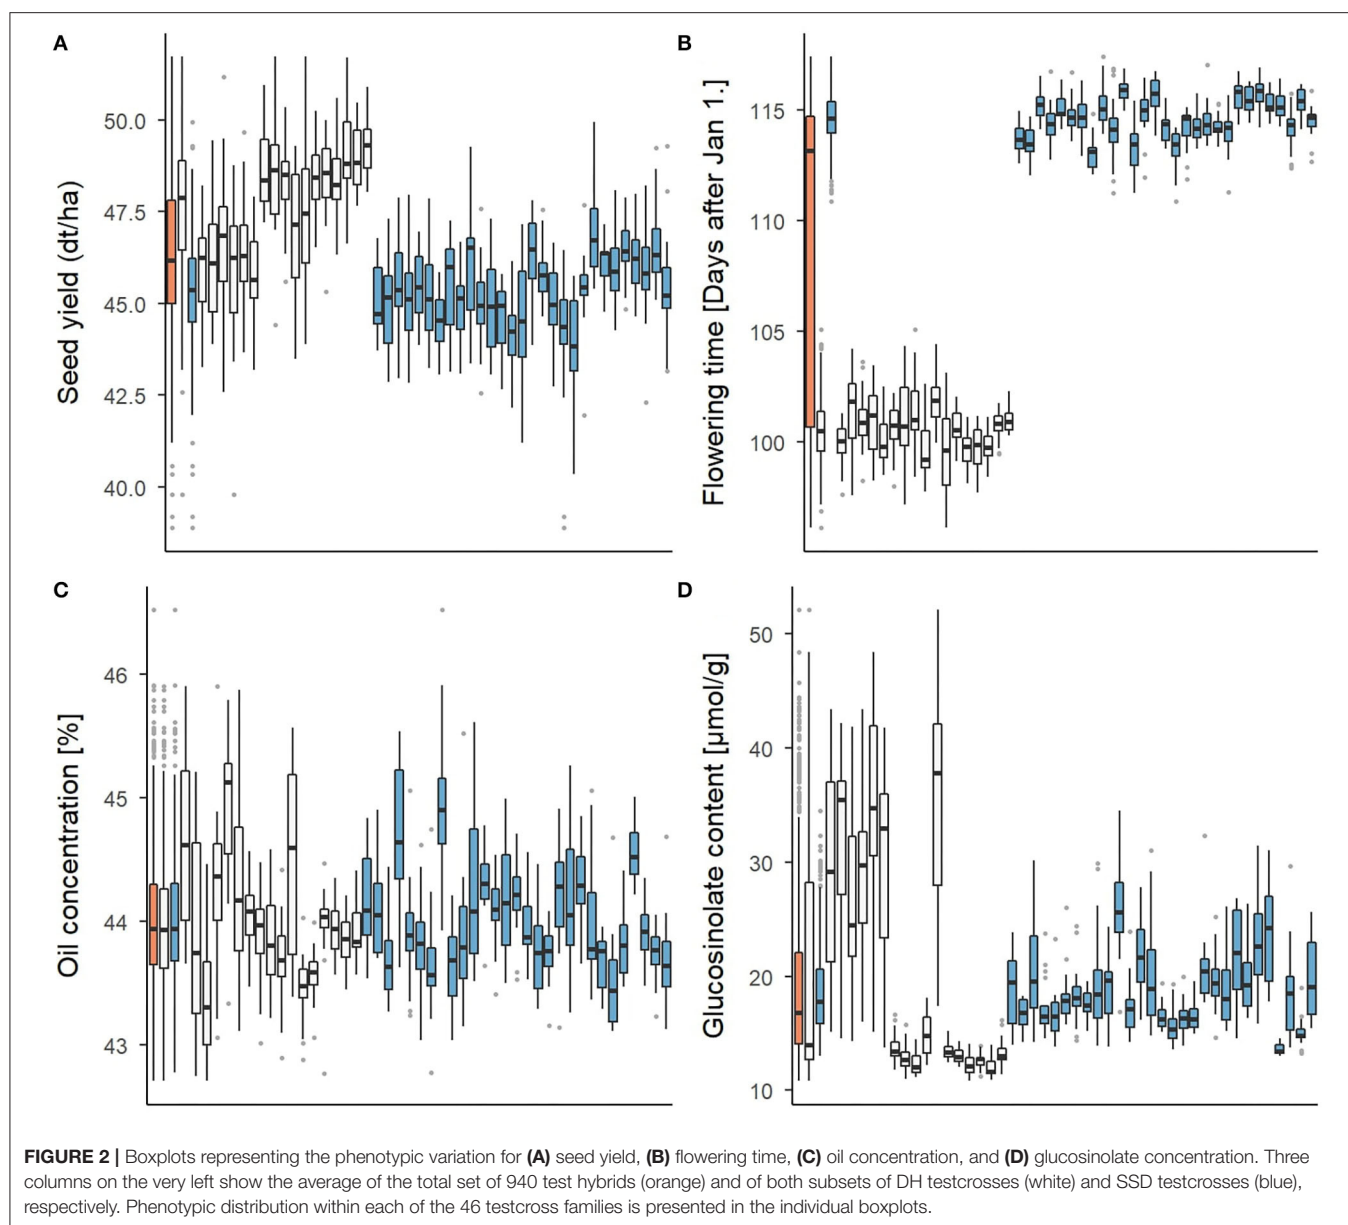 A
Seed yield (dt/ha)
50.0
47.5
45.0
42.5
40.0
B
Flowering time [Days after Jan 1.]
115
110
105
100
C
Oil concentration [%]
46
45
44
43
D
Glucosinolate content [µmol/g]
50
40
30
20
10
FIGURE 2 | Boxplots representing the phenotypic variation for (A) seed yield, (B) flowering time, (C) oil concentration, and (D) glucosinolate concentration. Three
columns on the very left show the average of the total set of 940 test hybrids (orange) and of both subsets of DH testcrosses (white) and SSD testcrosses (blue),
respectively. Phenotypic distribution within each of the 46 testcross families is presented in the individual boxplots.